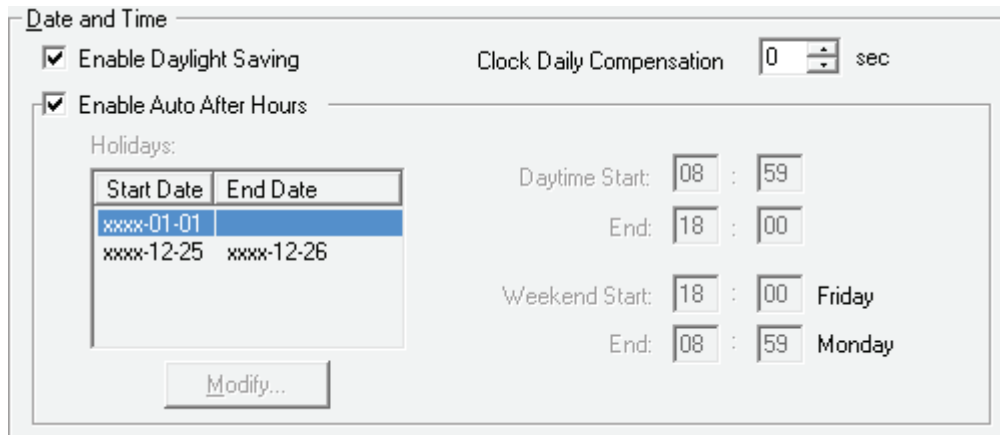 Date and Time
Enable Daylight Saving Clock Daily Compensation 0 sec
Enable Auto After Hours
Holidays:
Start Date End Date
xxxx-01-01
xxxx-12-25 xxxx-12-26
Modify...
Daytime Start: 08 : 59
End: 18 : 00
Weekend Start: 18 : 00 Friday
End: 08 : 59 Monday